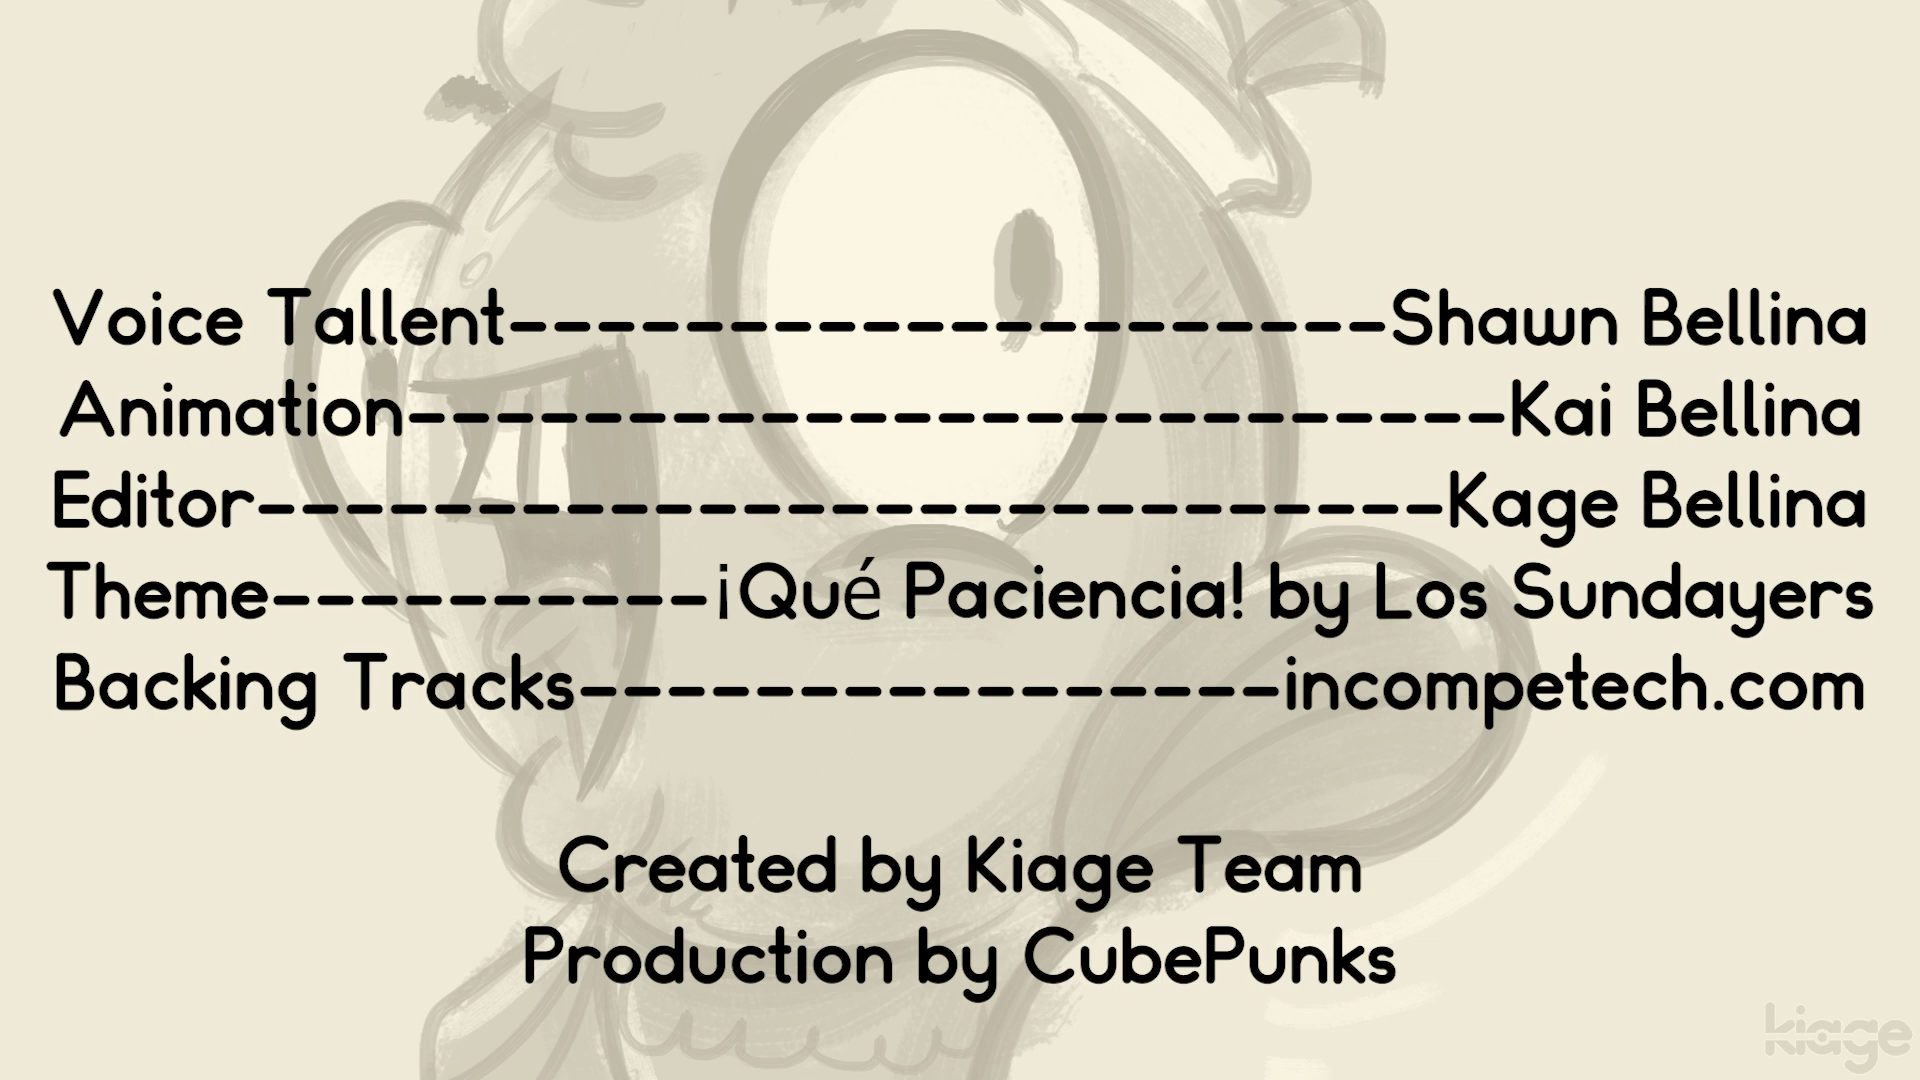 Voice Tallent--------------------Shawn Bellina
Animation-------------------------Kai Bellina
Editor---------------------------Kage Bellina
Theme----------¡Qué Paciencia! by Los Sundayers
Backing Tracks----------------incompetech.com
Created by Kiage Team
Production by CubePunks
kiage